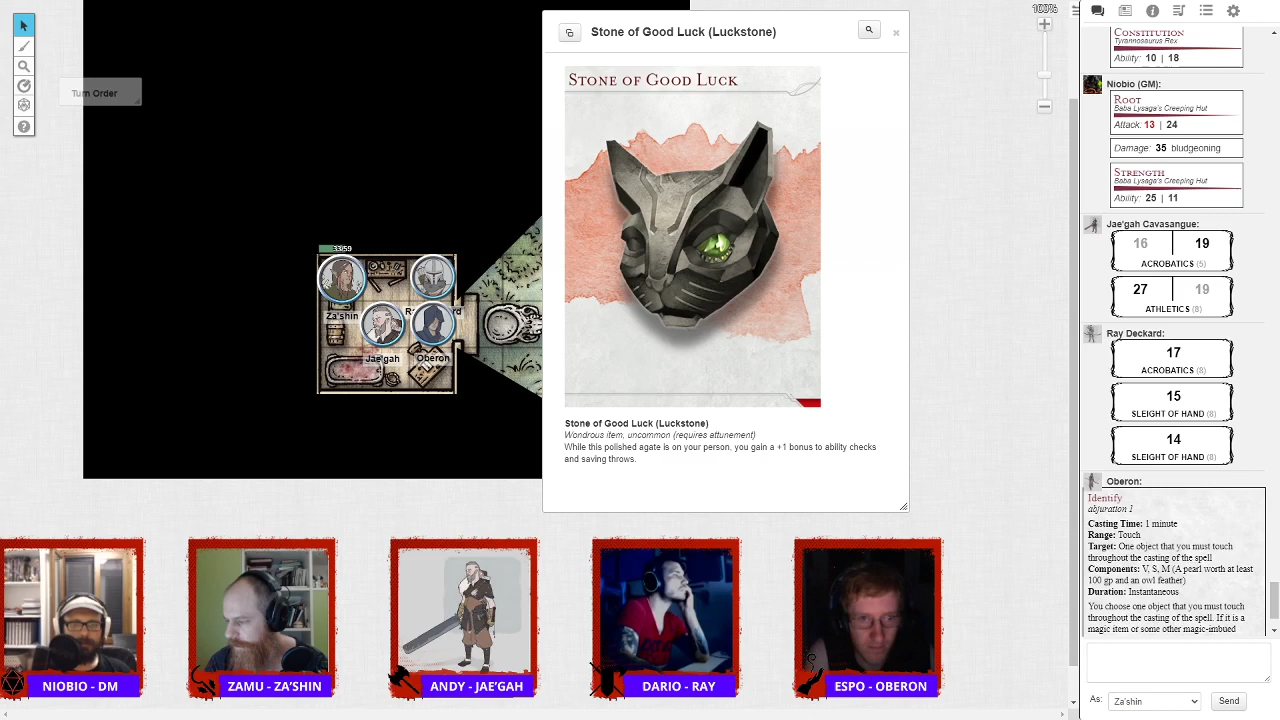 Turn Order
33/59
Za'shin
Jae'gah
Oberon
Stone of Good Luck (Luckstone)
STONE OF GOOD LUCK
Stone of Good Luck (Luckstone)
Wondrous item, uncommon (requires attunement)
While this polished agate is on your person, you gain a +1 bonus to ability checks
and saving throws.
100%
CONSTITUTION
Tyrannosaurus Rex
Ability: 10 | 18
Niobio (GM):
ROOT
Baba Lysaga's Creeping Hut
Attack: 13 | 24
Damage: 35 bludgeoning
STRENGTH
Baba Lysaga's Creeping Hut
Ability: 25 | 11
Jae'gah Cavasangue:
16 19
ACROBATICS (5)
27 19
ATHLETICS (8)
Ray Deckard:
17
ACROBATICS (8)
15
SLEIGHT OF HAND (8)
14
SLEIGHT OF HAND (8)
Oberon:
Identify
abjuration 1
Casting Time: 1 minute
Range: Touch
Target: One object that you must touch
throughout the casting of the spell
Components: V, S, M (A pearl worth at least
100 gp and an owl feather)
Duration: Instantaneous
You choose one object that you must touch
throughout the casting of the spell. If it is a
magic item or some other magic-imbued
As: Za'shin
Send
NIOBIO - DM
ZAMU - ZA'SHIN
ANDY - JAE'GAH
DARIO - RAY
ESPO - OBERON